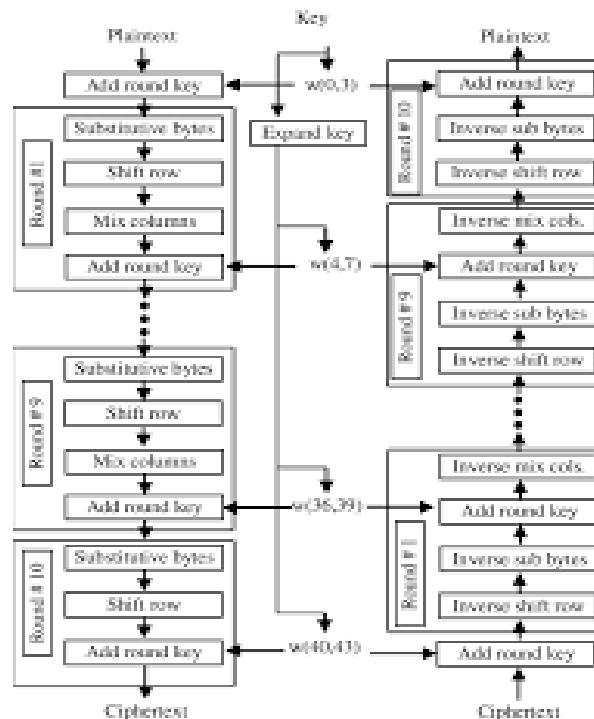 Key
Plaintext
Add round key
Round #1
Substitutive bytes
Shift row
Mix columns
Add round key
Round #9
Substitutive bytes
Shift row
Mix columns
Add round key
Round # 10
Substitutive bytes
Shift row
Add round key
Ciphertext
w(0,3)
Expand key
w(4,7)
w(36,39)
w(40,43)
Plaintext
Add round key
Round # 10
Inverse sub bytes
Inverse shift row
Inverse mix cols.
Add round key
Round #9
Inverse sub bytes
Inverse shift row
Inverse mix cols.
Add round key
Round # 1
Inverse sub bytes
Inverse shift row
Add round key
Ciphertext